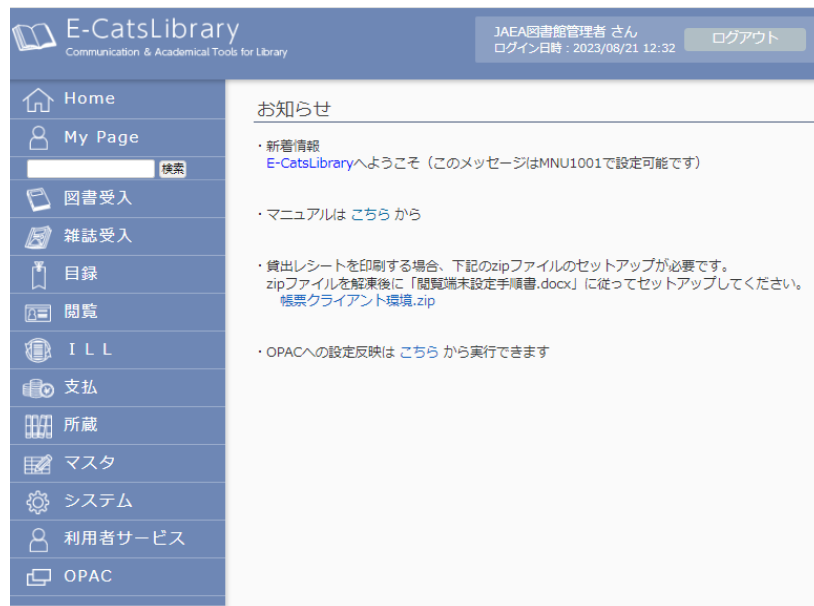 E-CatsLibrary
Communication & Academical Tools for Library
JAEA図書館管理者 さん
ログイン日時 : 2023/08/21 12:32
ログアウト
Home
My Page
検索
図書受入
雑誌受入
目録
閲覧
ＩＬＬ
支払
所蔵
マスタ
システム
利用者サービス
OPAC
お知らせ
・新着情報
E-CatsLibraryへようこそ（このメッセージはMNU1001で設定可能です）
・マニュアルは こちら から
・貸出レシートを印刷する場合、下記のzipファイルのセットアップが必要です。
zipファイルを解凍後に「閲覧端末設定手順書.docx」に従ってセットアップしてください。
帳票クライアント環境.zip
・OPACへの設定反映は こちら から実行できます